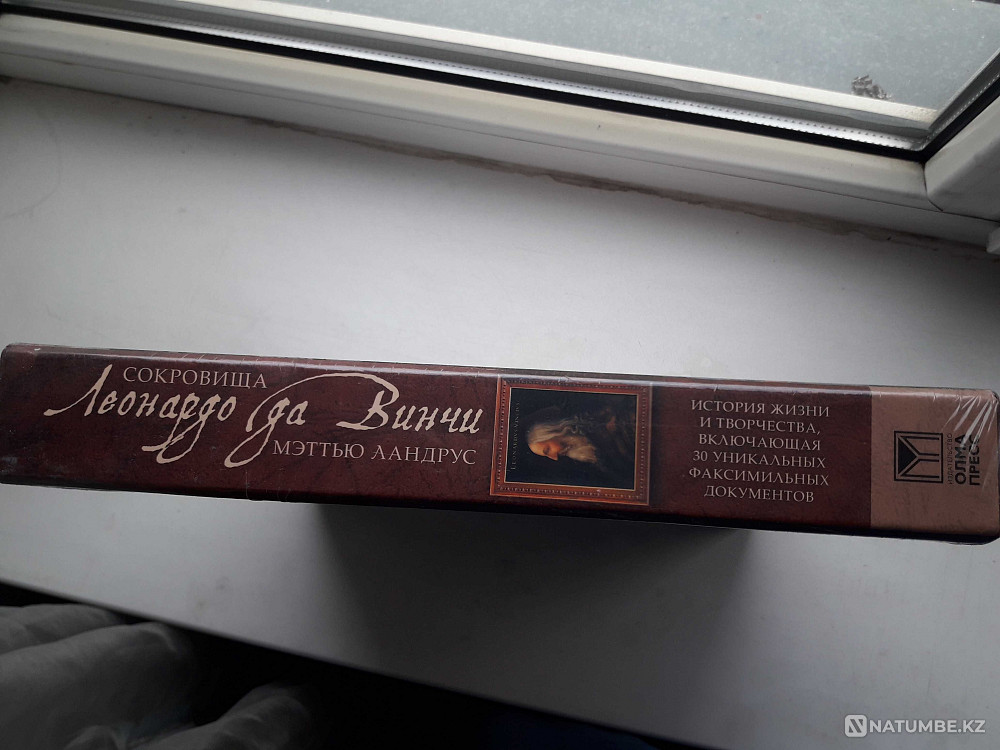 СОКРОВИЩА
Леонардо да Винчи
МЭТТЬЮ ЛАНДРУС
ИСТОРИЯ ЖИЗНИ
И ТВОРЧЕСТВА,
ВКЛЮЧАЮЩАЯ
30 УНИКАЛЬНЫХ
ФАКСИМИЛЬНЫХ
ДОКУМЕНТОВ
ИЗДАТЕЛЬСТВО
ОЛМА
ПРЕСС
NATUMBE.KZ